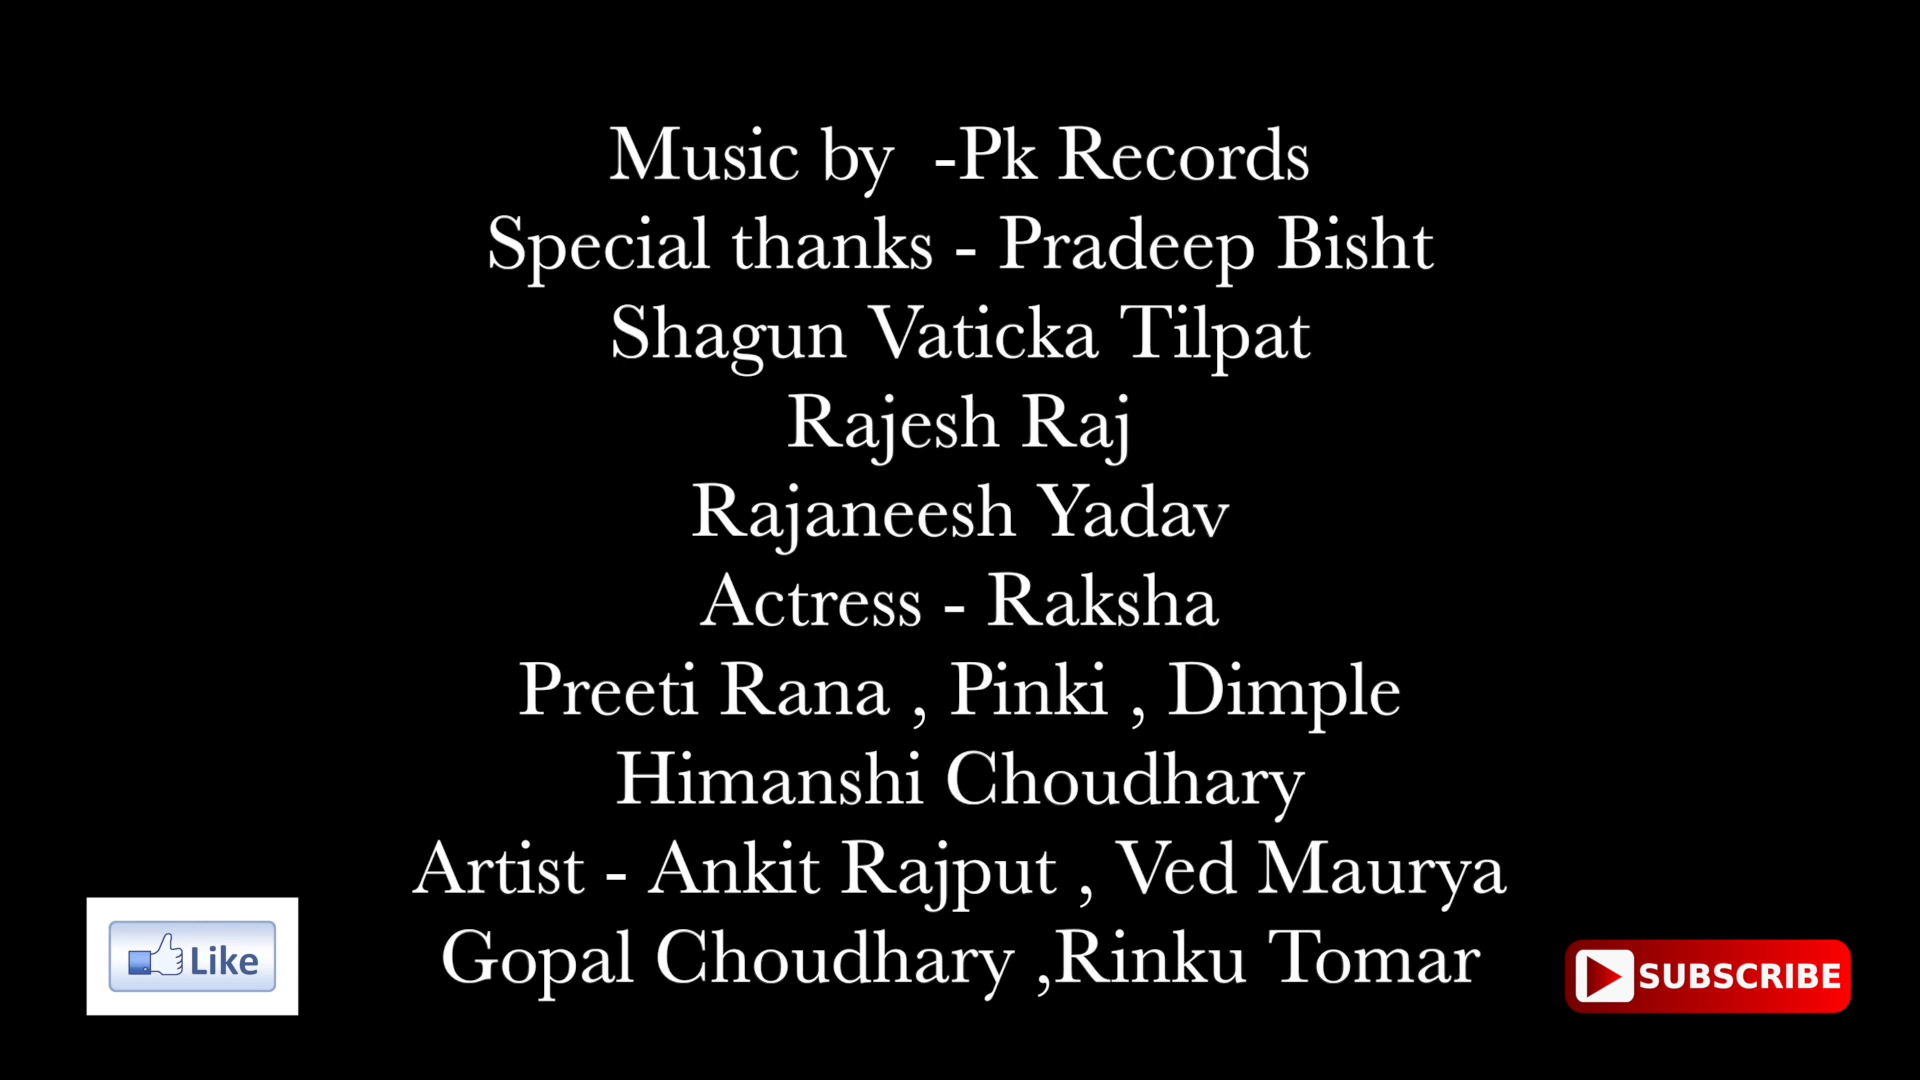 Music by  -Pk Records
Special thanks - Pradeep Bisht
Shagun Vaticka Tilpat
Rajesh Raj
Rajaneesh Yadav
Actress - Raksha
Preeti Rana , Pinki , Dimple
Himanshi Choudhary
Artist - Ankit Rajput , Ved Maurya
Gopal Choudhary ,Rinku Tomar
Like
SUBSCRIBE